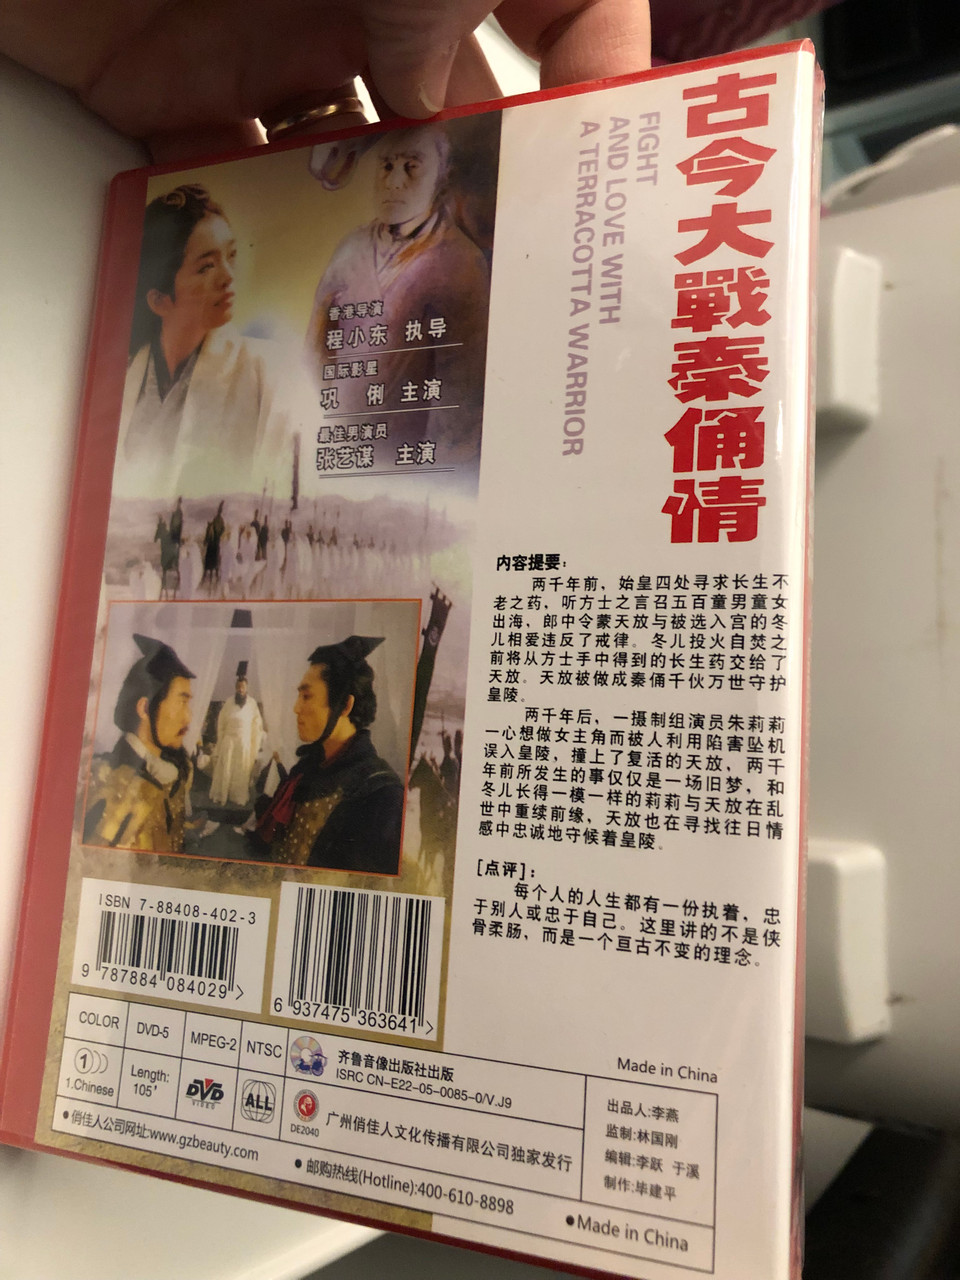 古今大戰秦俑情
FIGHT
AND LOVE WITH
A TERRACOTTA WARRIOR
香港导演
程小东 执导
国际影星
巩 俐 主演
最佳男演员
张艺谋 主演
内容提要：
两千年前，始皇四处寻求长生不
老之药，听方士之言召五百童男童女
出海，郎中令蒙天放与被选入宫的冬
儿相爱违反了戒律。冬儿投火自焚之
前将从方士手中得到的长生药交给了
天放。天放被做成秦俑千伙万世守护
皇陵。
两千年后，一摄制组演员朱莉莉
一心想做女主角而被人利用陷害坠机
误入皇陵，撞上了复活的天放，两千
年前所发生的事仅仅是一场旧梦，和
冬儿长得一模一样的莉莉与天放在乱
世中重续前缘，天放也在寻找往日情
感中忠诚地守候着皇陵。
[点评]：
每个人的人生都有一份执着，忠
于别人或忠于自己。这里讲的不是侠
骨柔肠，而是一个亘古不变的理念。
ISBN 7-88408-402-3
9 787884 084029 >
6 937475 363641 >
COLOR
DVD-5
MPEG-2
NTSC
1
1.Chinese
Length:
105'
DVD
VIDEO
ALL
齐鲁音像出版社出版
ISRC CN-E22-05-0085-0/V.J9
DE2040
广州俏佳人文化传播有限公司独家发行
Made in China
出品人:李燕
监制:林国刚
编辑:李跃 于溪
制作:毕建平
●俏佳人公司网址:www.gzbeauty.com
●邮购热线(Hotline):400-610-8898
●Made in China